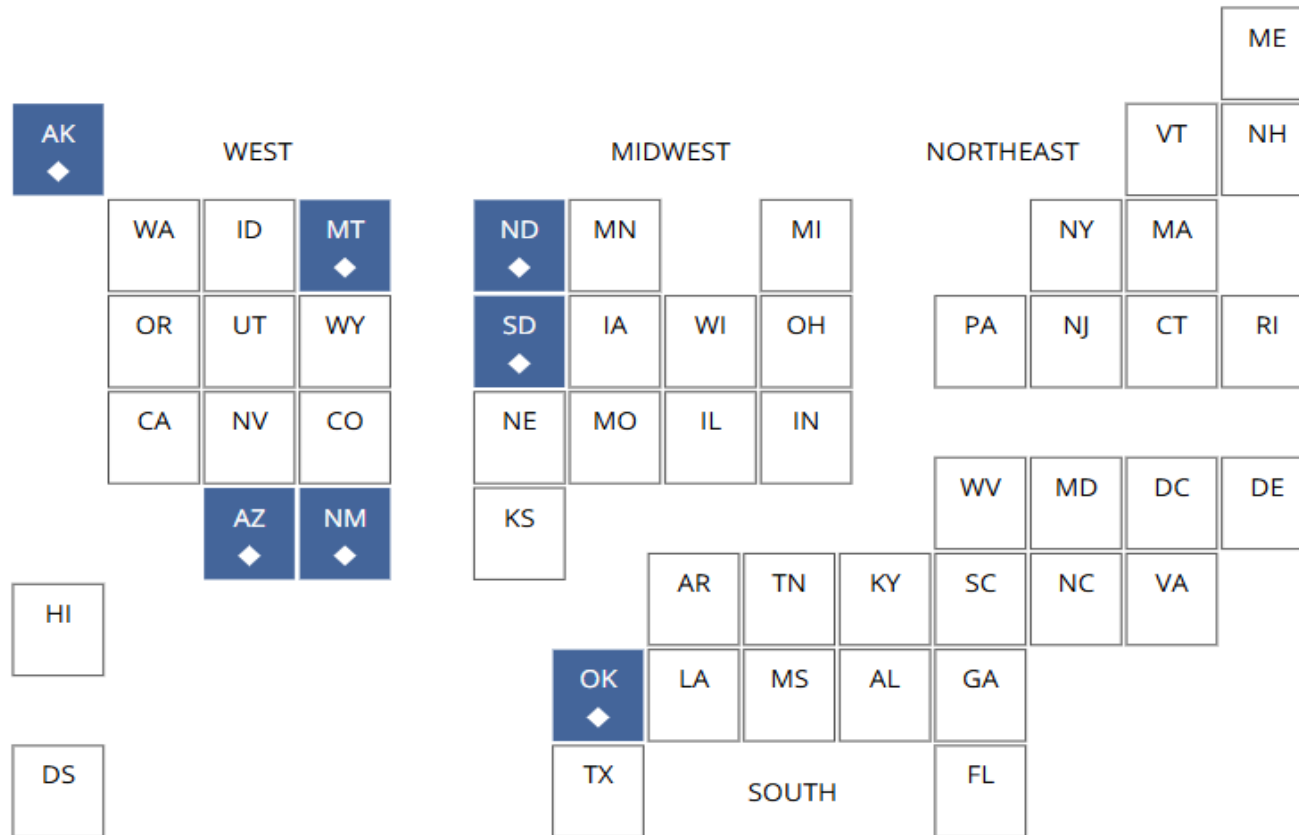 ME
AK WEST MIDWEST NORTHEAST VT NH
WA ID MT ND MN MI NY MA
OR UT WY SD IA WI OH PA NJ CT RI
CA NV CO NE MO IL IN
WV MD DC DE
AZ NM KS
AR TN KY SC NC VA
HI
OK LA MS AL GA
DS TX SOUTH FL